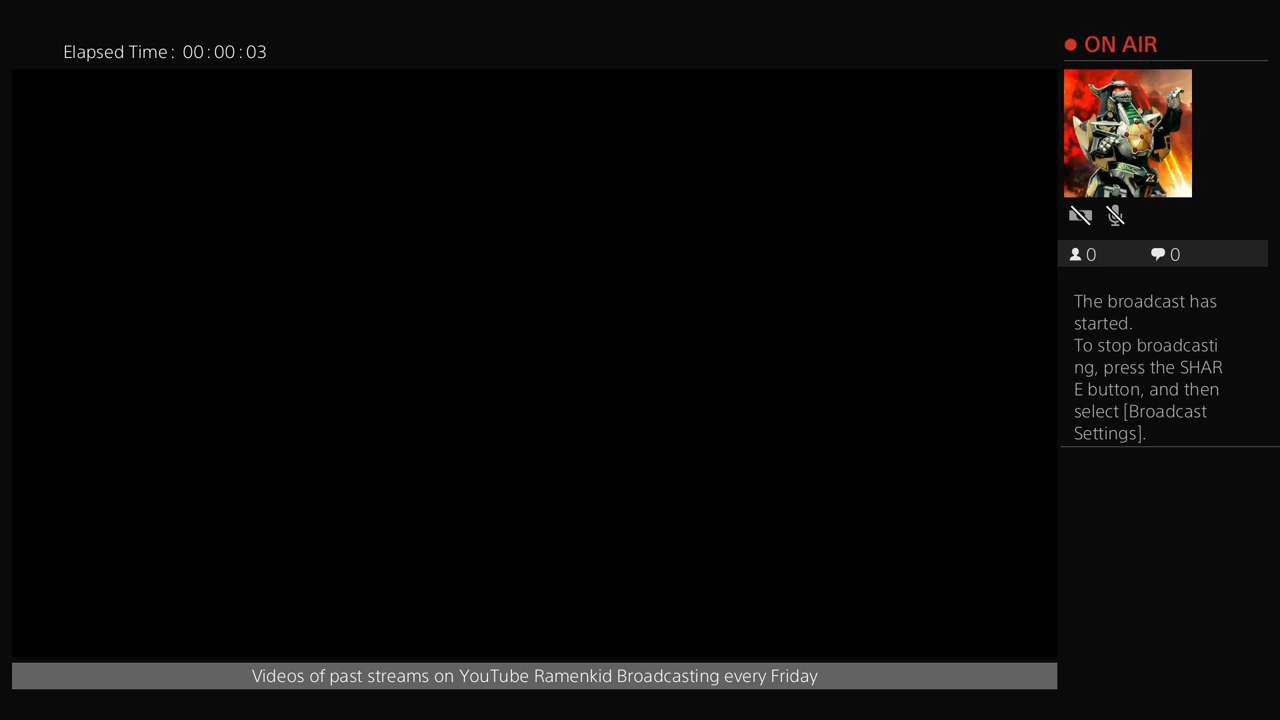 Elapsed Time: 00:00:03
ON AIR
0 0
The broadcast has
started.
To stop broadcasti
ng, press the SHAR
E button, and then
select [Broadcast
Settings].
Videos of past streams on YouTube Ramenkid Broadcasting every Friday